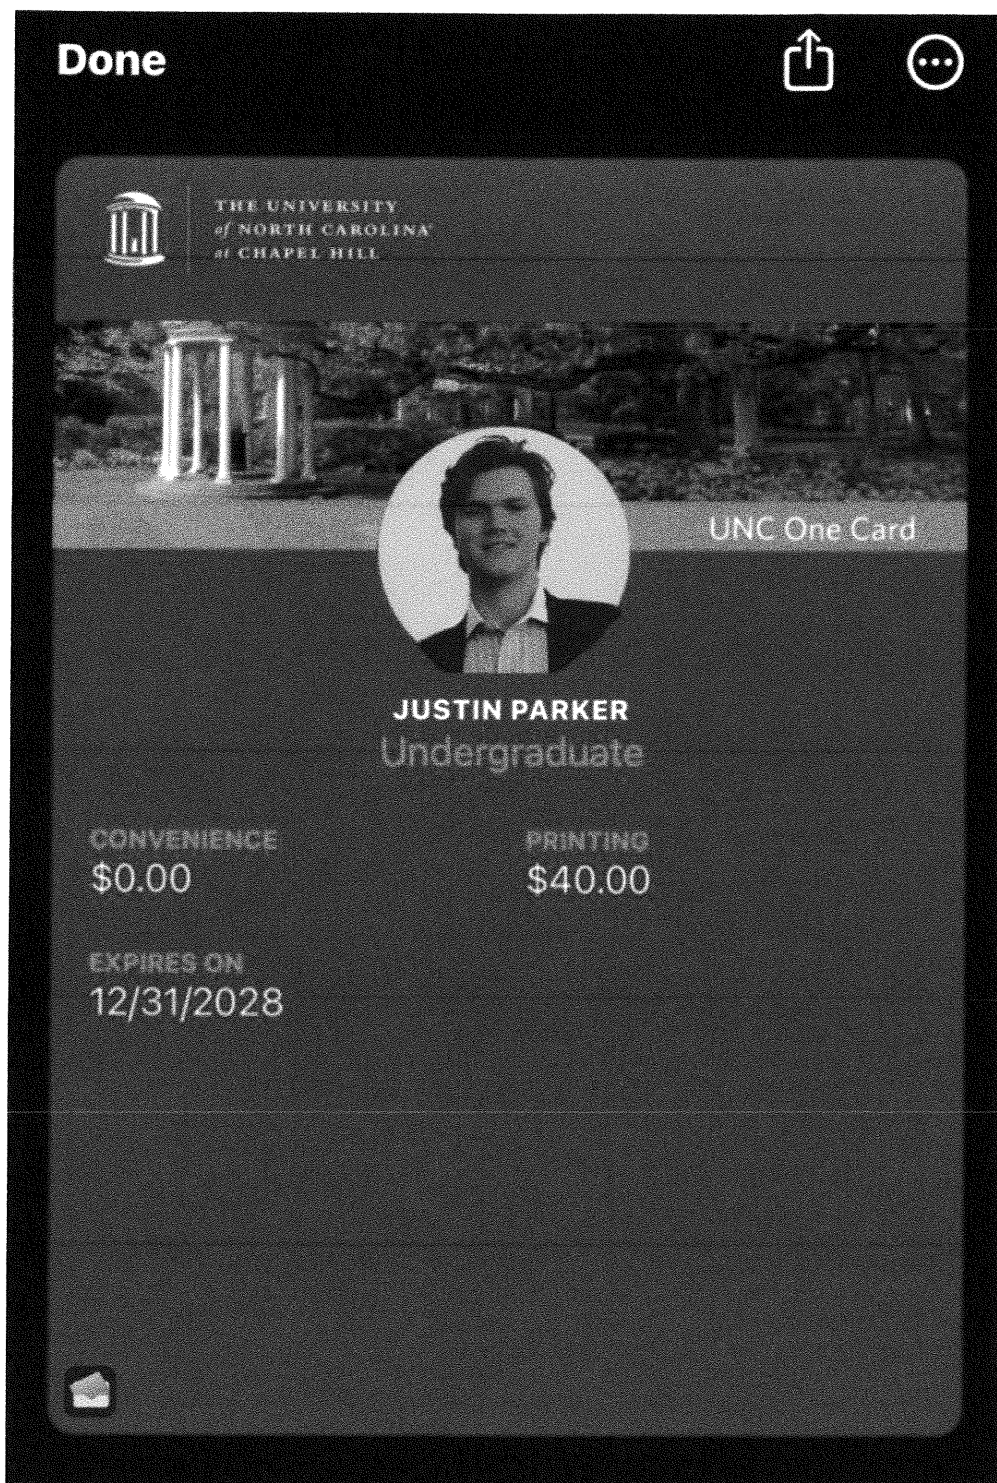 Done
THE UNIVERSITY
of NORTH CAROLINA
at CHAPEL HILL
UNC One Card
JUSTIN PARKER
Undergraduate
CONVENIENCE
$0.00
PRINTING
$40.00
EXPIRES ON
12/31/2028